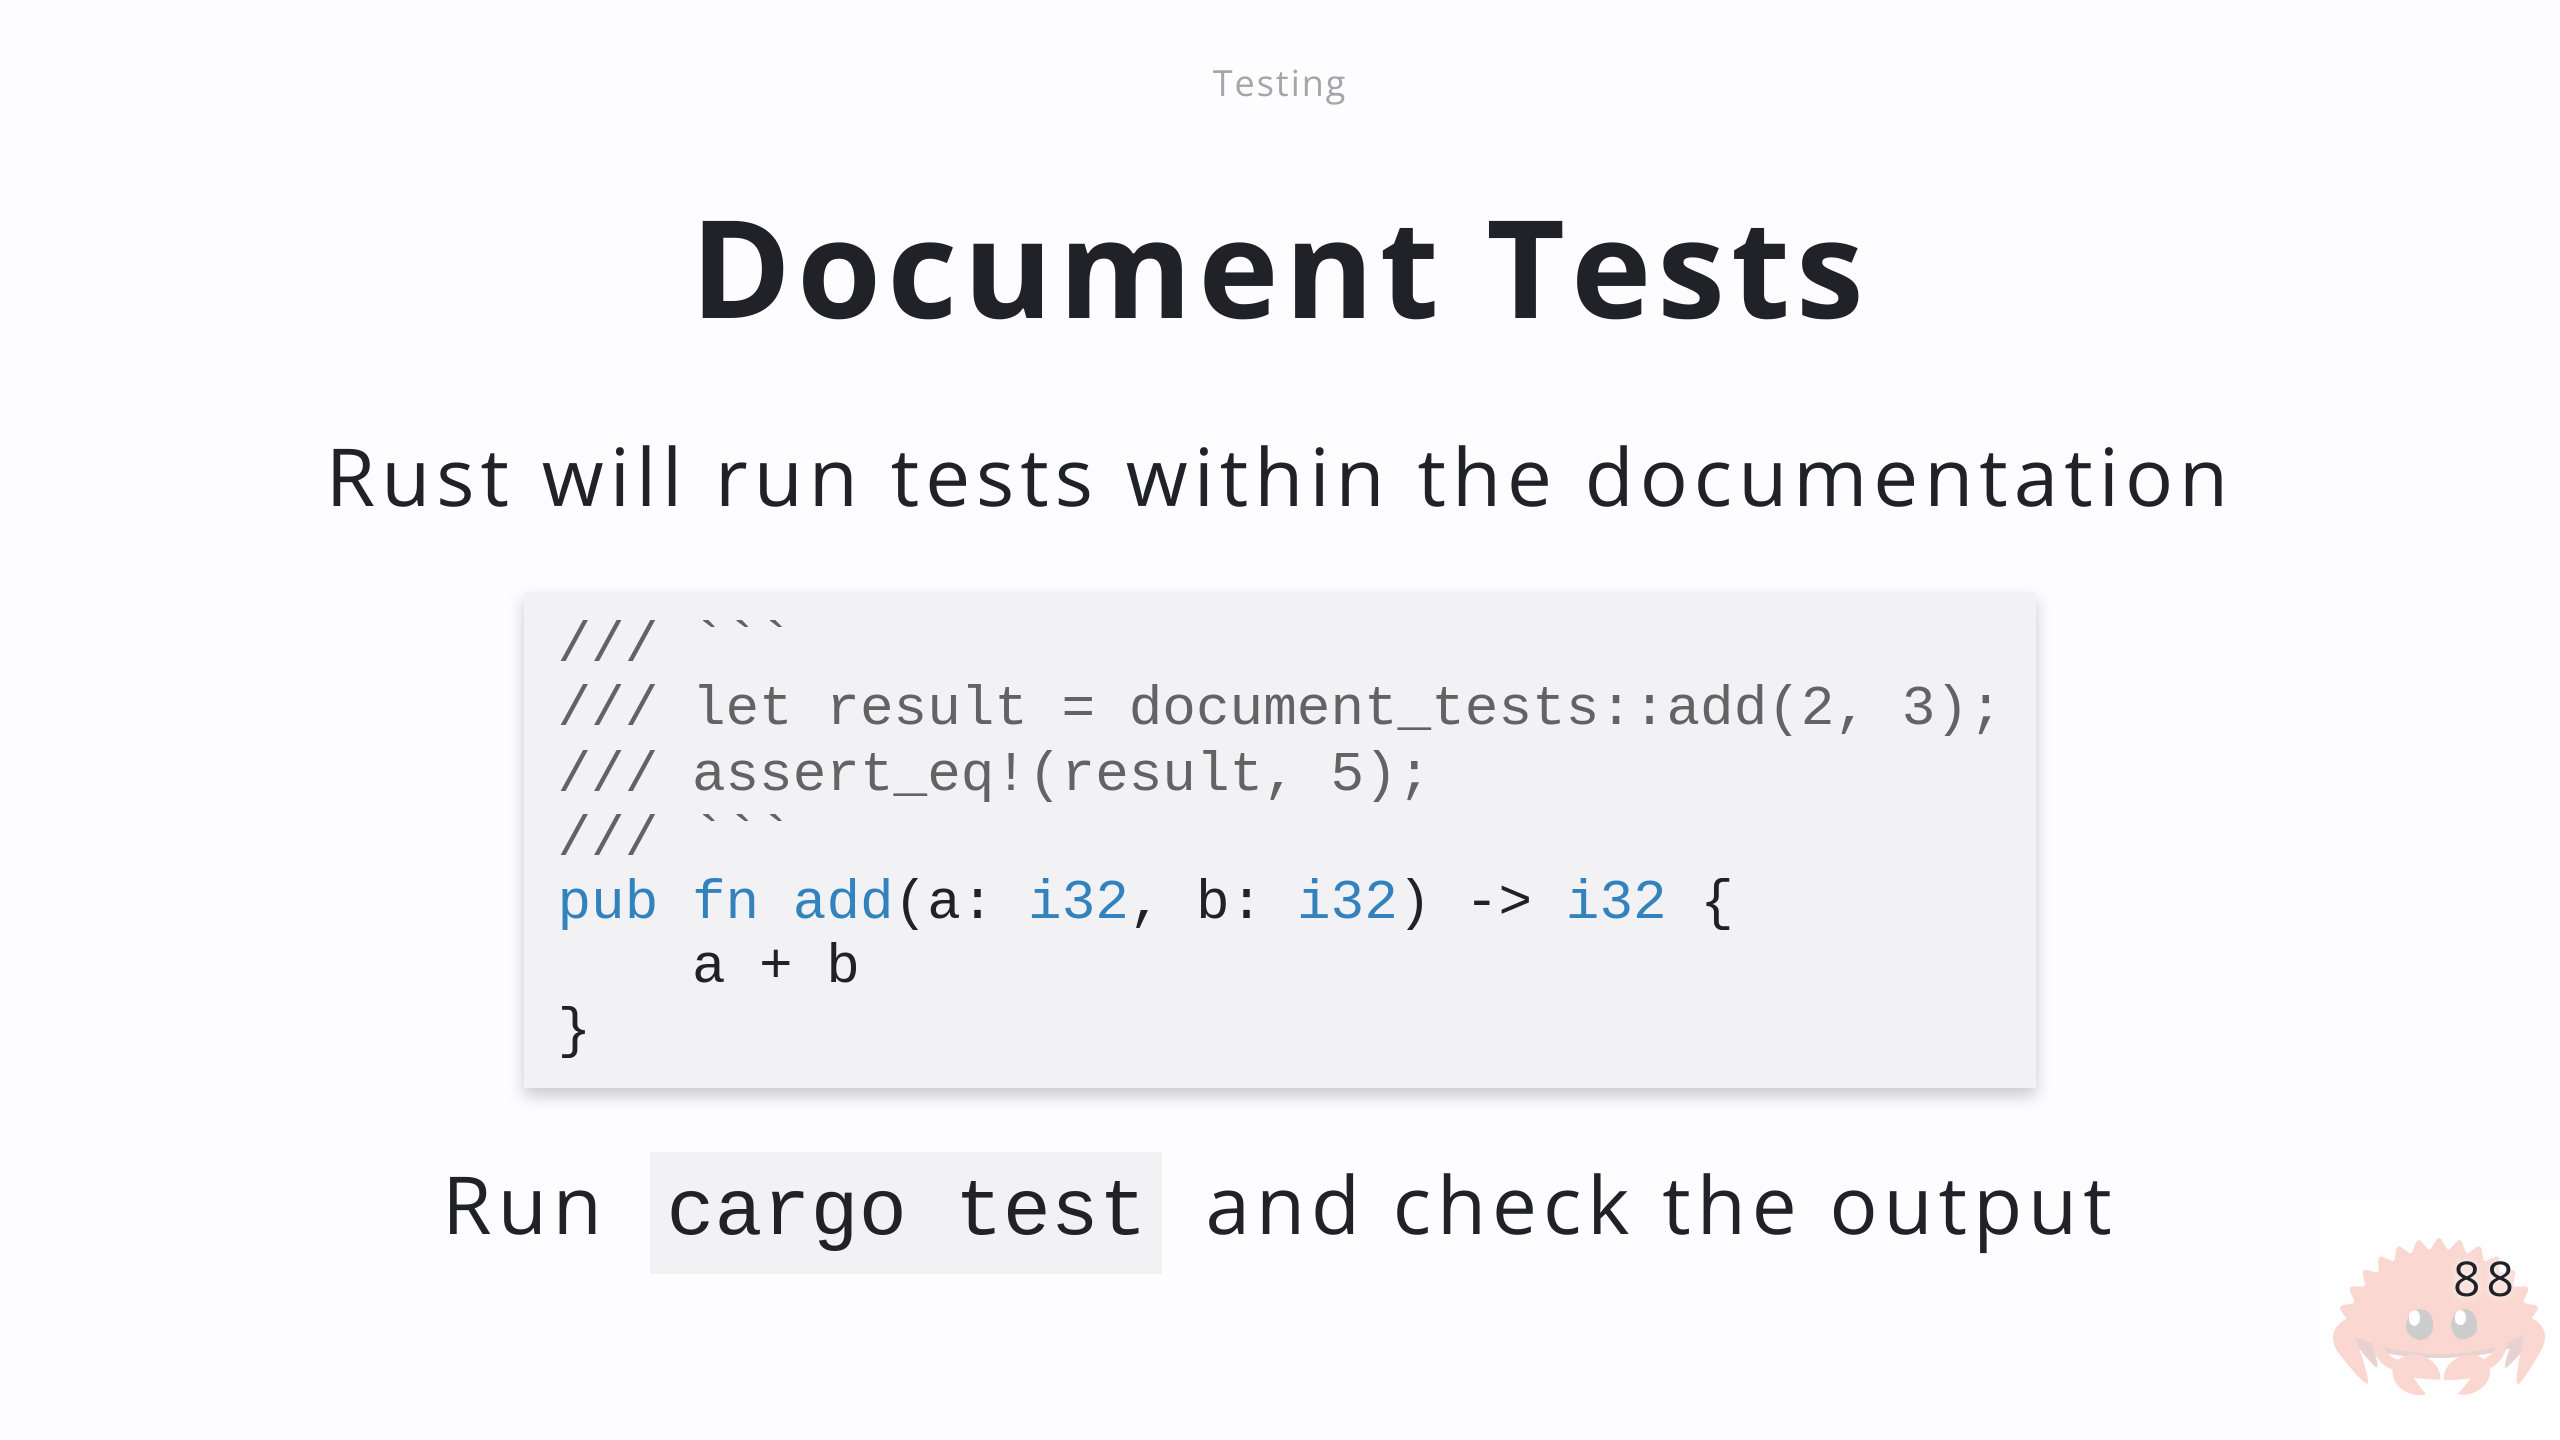 Testing
Document Tests
Rust will run tests within the documentation
/// ```
/// let result = document_tests::add(2, 3);
/// assert_eq!(result, 5);
/// ```
pub fn add(a: i32, b: i32) -> i32 {
    a + b
}
Run cargo test and check the output
88